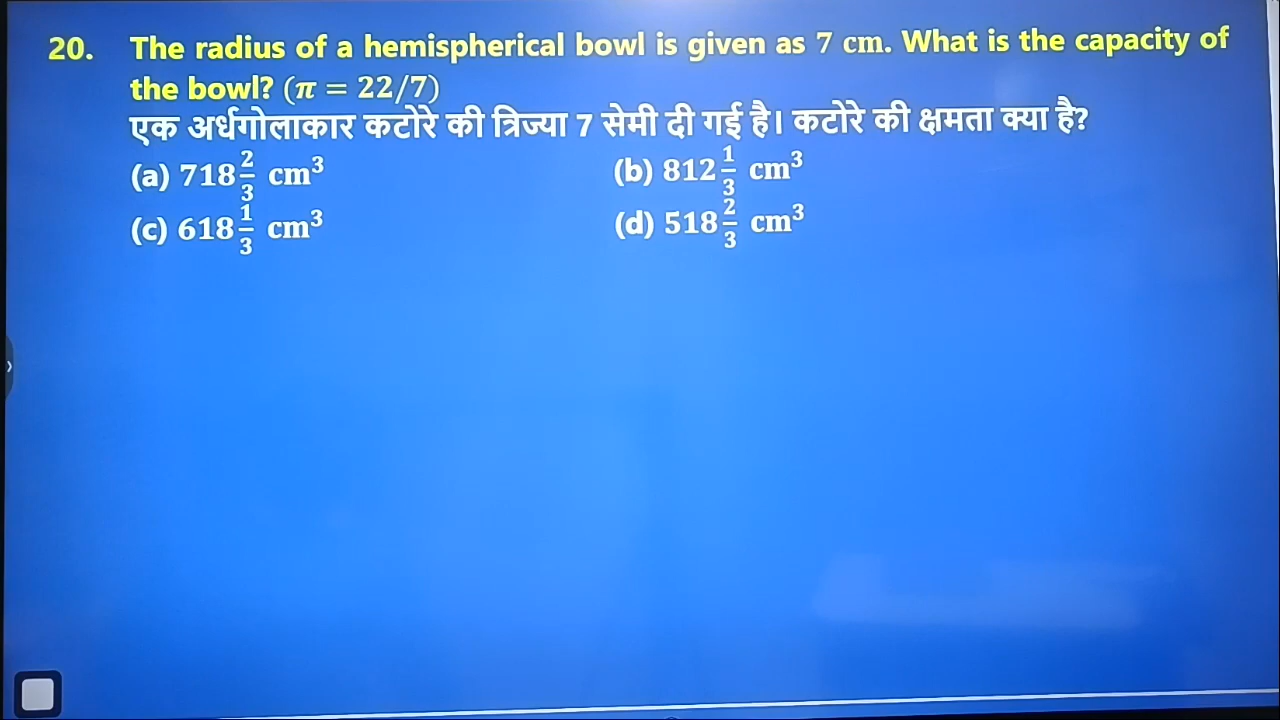 20. The radius of a hemispherical bowl is given as 7 cm. What is the capacity of
the bowl? (π = 22/7)
एक अर्धगोलाकार कटोरे की त्रिज्या 7 सेमी दी गई है। कटोरे की क्षमता क्या है?
(a) 718 2/3 cm³ (b) 812 1/3 cm³
(c) 618 1/3 cm³ (d) 518 2/3 cm³